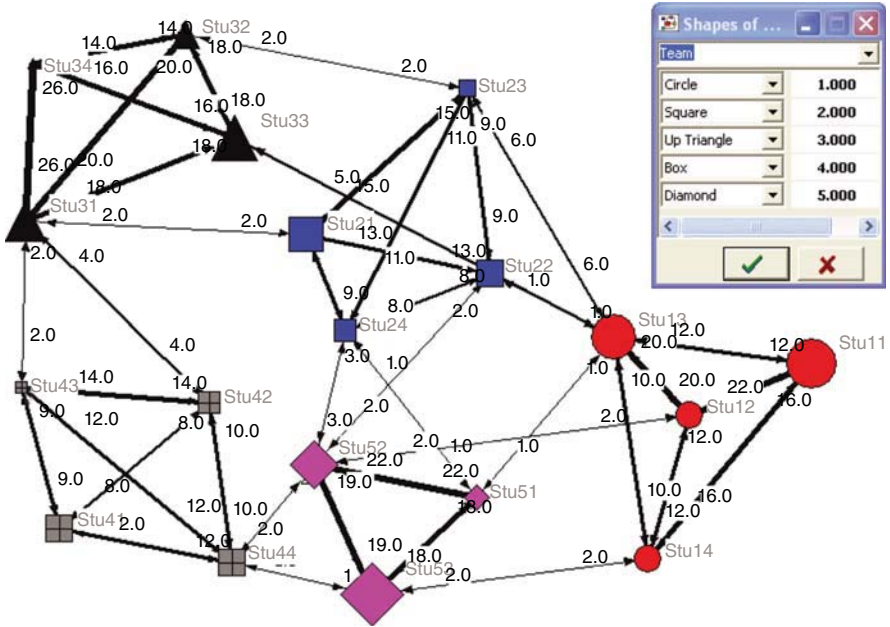 Shapes of ...
Team
Circle 1.000
Square 2.000
Up Triangle 3.000
Box 4.000
Diamond 5.000
14.0 Stu32
14.0 18.0 2.0
Stu34 16.0 20.0 2.0
26.0 Stu23
16.0 18.0 15.0 9.0
Stu33 11.0 6.0
18.0
26.0 20.0
18.0 5.0 15.0
Stu31 2.0 2.0 Stu21 9.0
13.0
2.0 4.0 11.0 13.0 Stu22
8.0 1.0 6.0
9.0 8.0 2.0 1.0 Stu13
2.0 Stu24 12.0
4.0 3.0 1.0 20.0 12.0 Stu11
1.0
Stu43 14.0 14.0 10.0 20.0 22.0
9.0 12.0 8.0 Stu42 2.0 Stu12 16.0
10.0 3.0 2.0 12.0
Stu52 2.0 1.0 1.0
22.0 22.0
9.0 8.0 19.0 Stu51 10.0 16.0
12.0 10.0 18.0 12.0
Stu41 2.0 2.0
12.0 19.0 18.0 2.0 Stu14
Stu44
1 Stu53 2.0